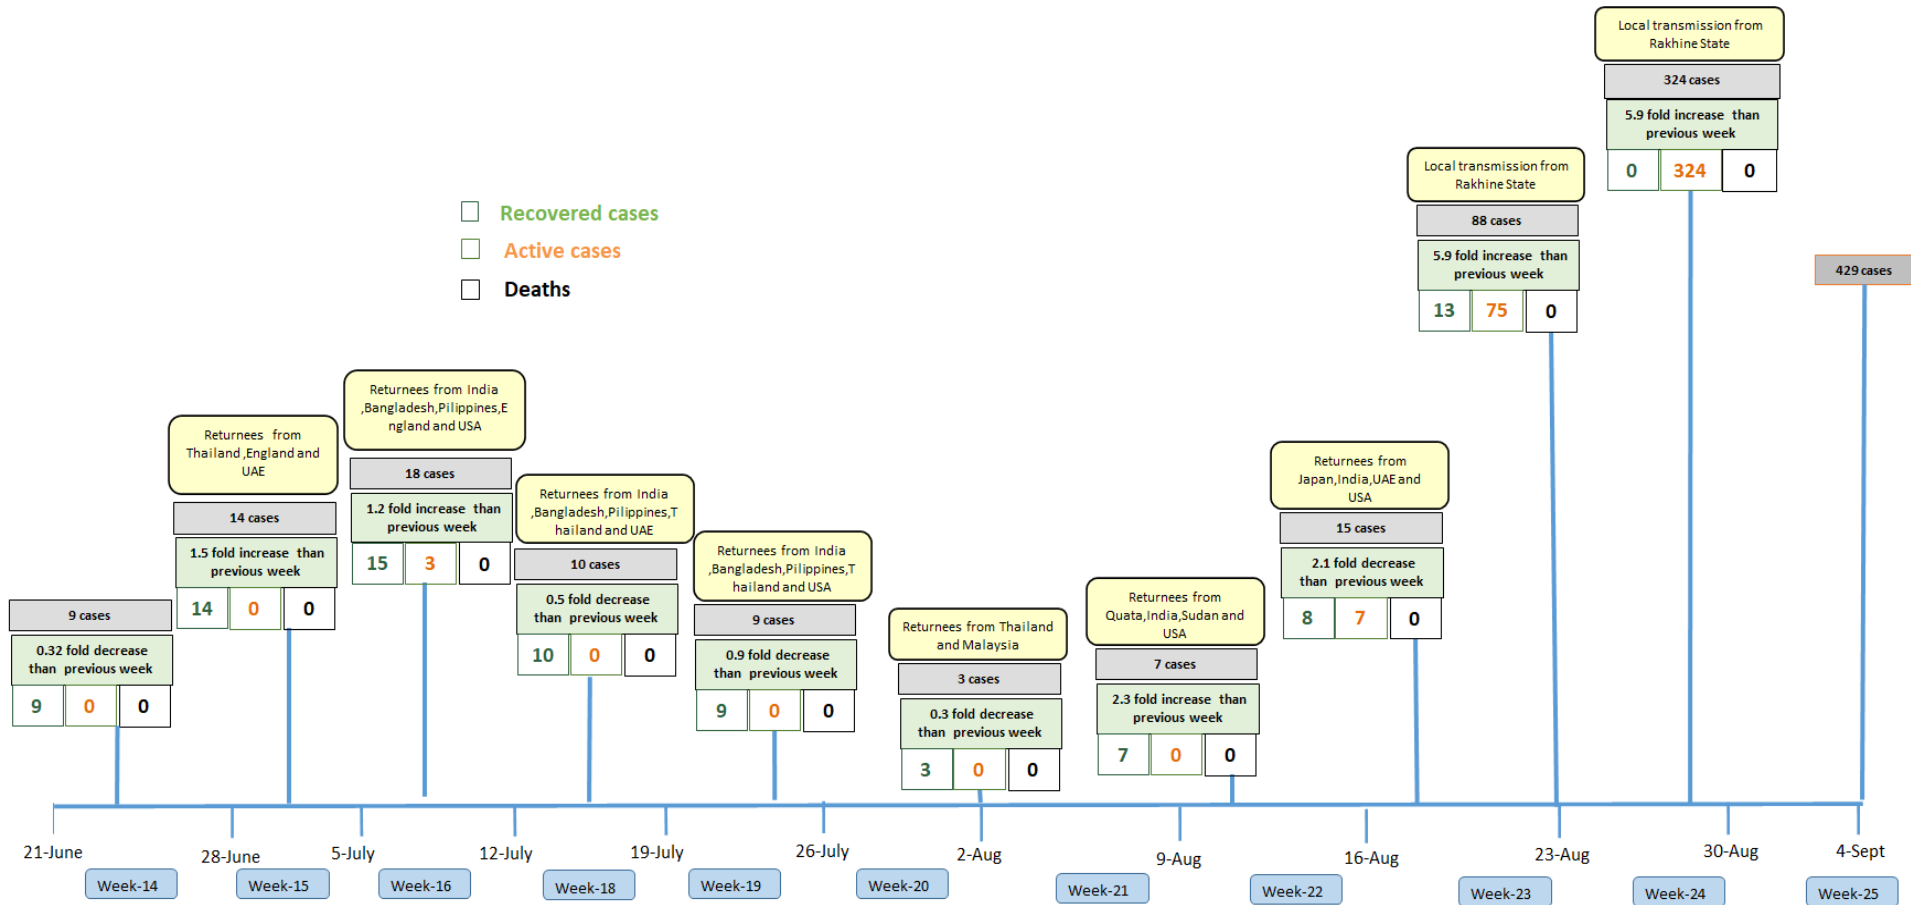 Recovered cases
Active cases
Deaths
9 cases
0.32 fold decrease
than previous week
9 0 0
Returnees from
Thailand ,England and
UAE
14 cases
1.5 fold increase than
previous week
14 0 0
Returnees from India
,Bangladesh,Pilippines,E
ngland and USA
18 cases
1.2 fold increase than
previous week
15 3 0
Returnees from India
,Bangladesh,Pilippines,T
hailand and UAE
10 cases
0.5 fold decrease
than previous week
10 0 0
Returnees from India
,Bangladesh,Pilippines,T
hailand and USA
9 cases
0.9 fold decrease
than previous week
9 0 0
Returnees from Thailand
and Malaysia
3 cases
0.3 fold decrease
than previous week
3 0 0
Returnees from
Quata,India,Sudan and
USA
7 cases
2.3 fold increase than
previous week
7 0 0
Returnees from
Japan,India,UAE and
USA
15 cases
2.1 fold decrease
than previous week
8 7 0
Local transmission from
Rakhine State
88 cases
5.9 fold increase than
previous week
13 75 0
Local transmission from
Rakhine State
324 cases
5.9 fold increase than
previous week
0 324 0
429 cases
21-June 28-June 5-July 12-July 19-July 26-July 2-Aug 9-Aug 16-Aug 23-Aug 30-Aug 4-Sept
Week-14 Week-15 Week-16 Week-18 Week-19 Week-20 Week-21 Week-22 Week-23 Week-24 Week-25